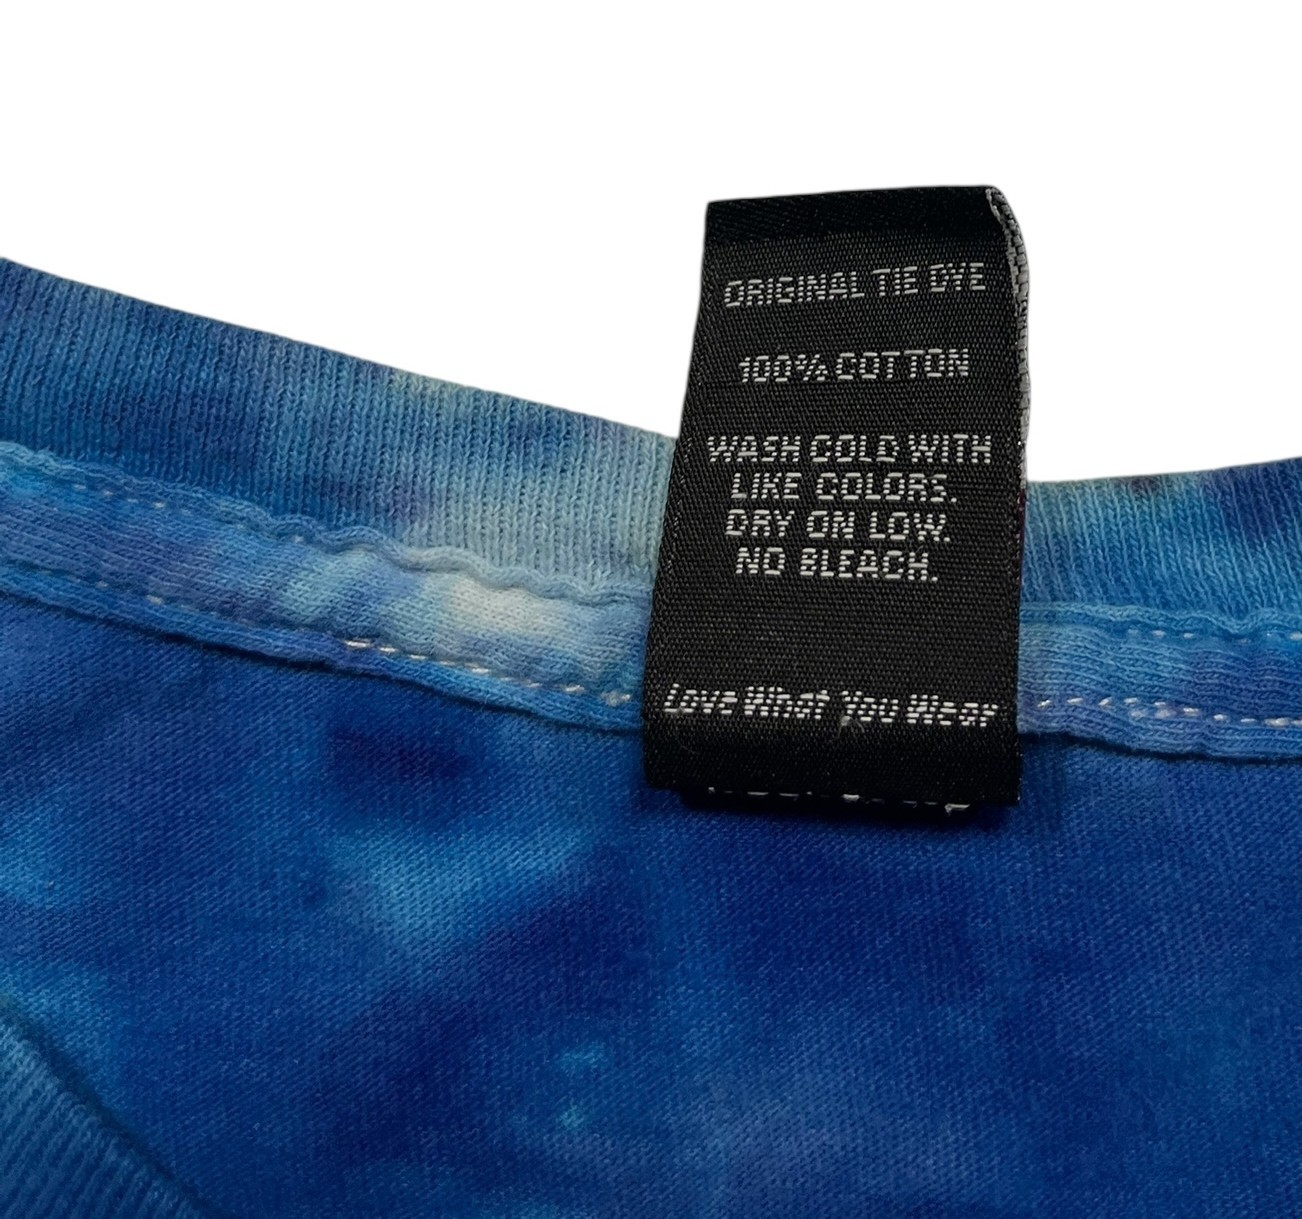 ORIGINAL TIE DYE
100% COTTON
WASH COLD WITH
LIKE COLORS.
DRY ON LOW.
NO BLEACH.
Love What You Wear